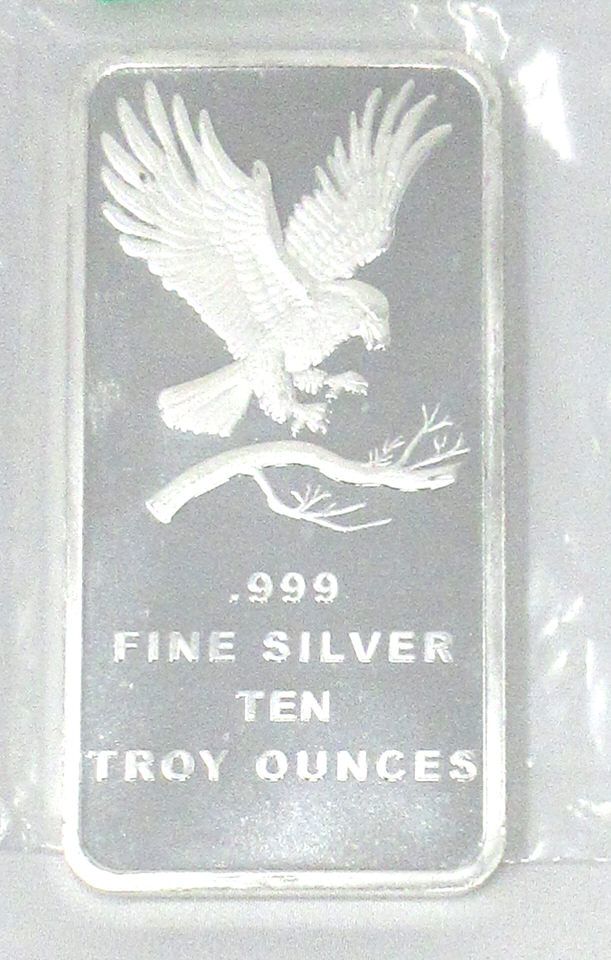 .999
FINE SILVER
TEN
TROY OUNCES